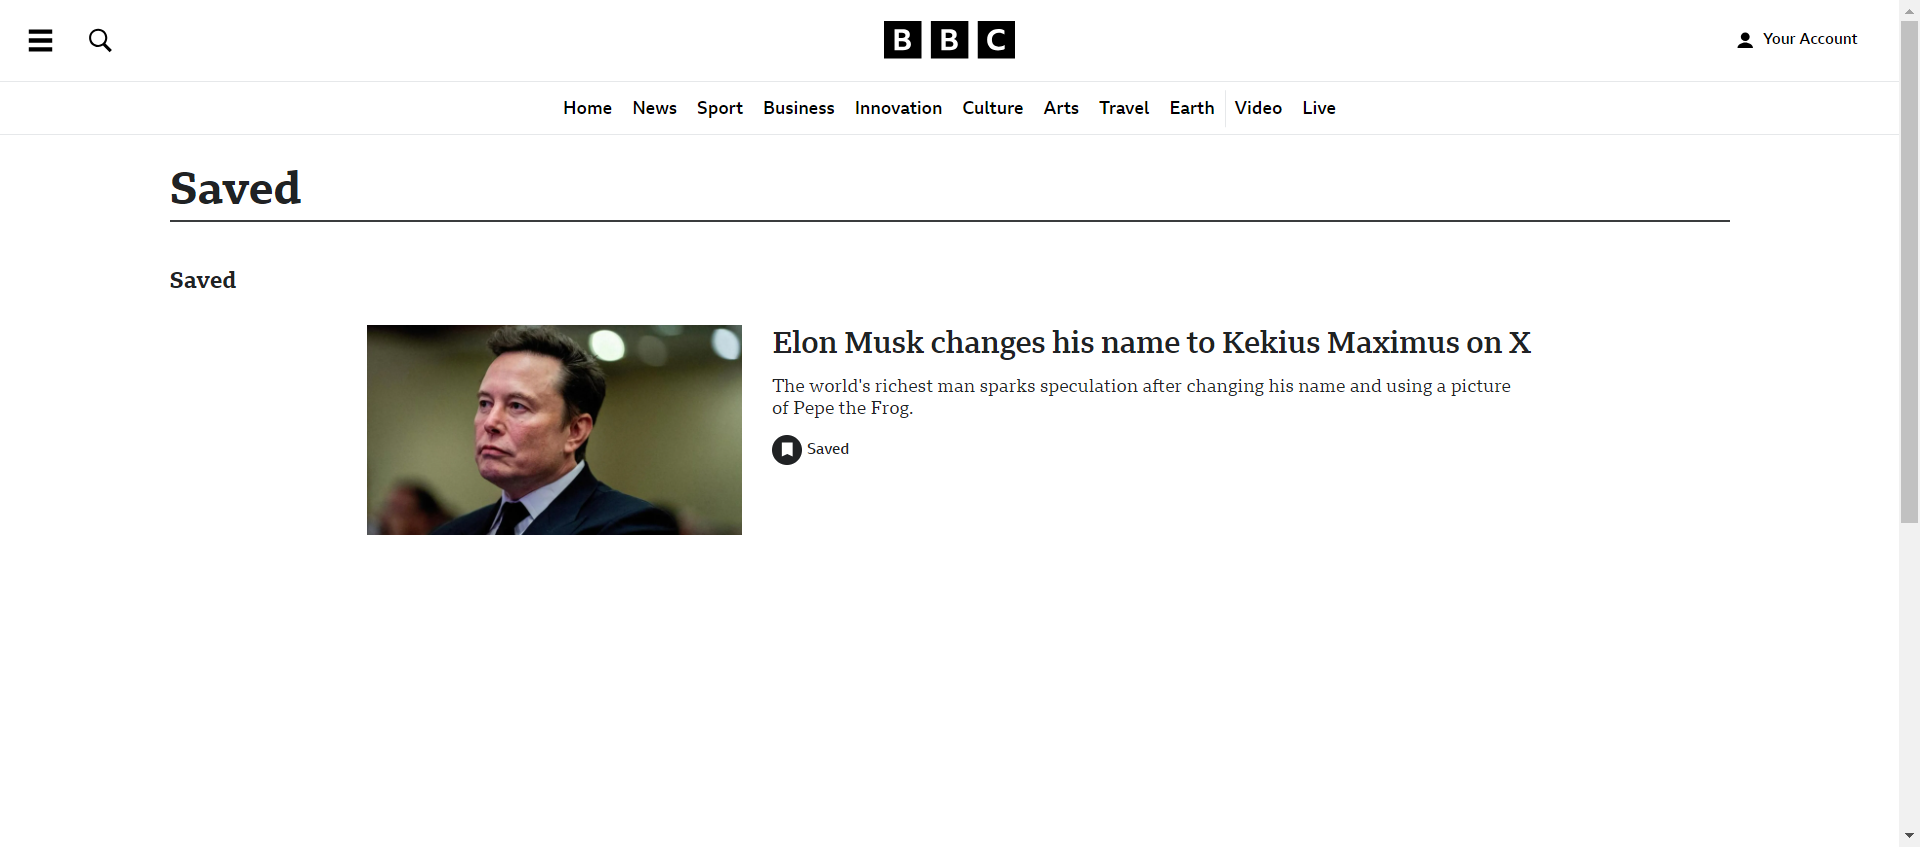 BBC
Your Account
Home News Sport Business Innovation Culture Arts Travel Earth Video Live
Saved
Saved
Elon Musk changes his name to Kekius Maximus on X
The world's richest man sparks speculation after changing his name and using a picture
of Pepe the Frog.
Saved